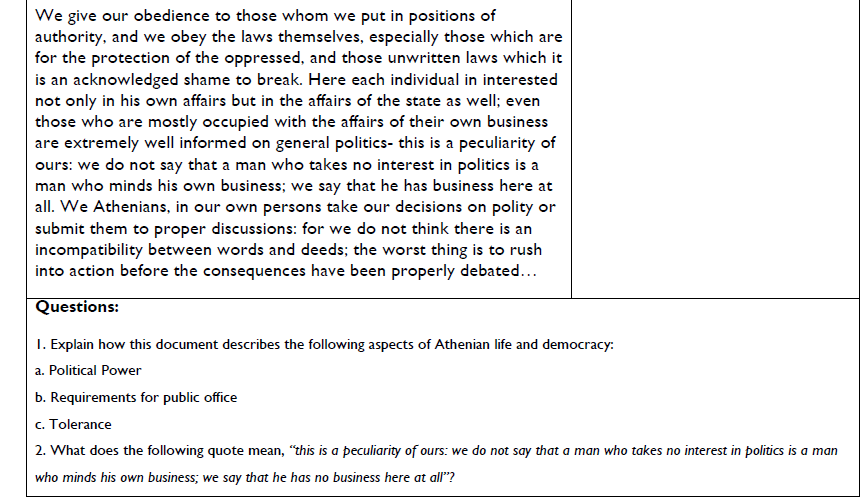 We give our obedience to those whom we put in positions of
authority, and we obey the laws themselves, especially those which are
for the protection of the oppressed, and those unwritten laws which it
is an acknowledged shame to break. Here each individual in interested
not only in his own affairs but in the affairs of the state as well; even
those who are mostly occupied with the affairs of their own business
are extremely well informed on general politics- this is a peculiarity of
ours: we do not say that a man who takes no interest in politics is a
man who minds his own business; we say that he has business here at
all. We Athenians, in our own persons take our decisions on polity or
submit them to proper discussions: for we do not think there is an
incompatibility between words and deeds; the worst thing is to rush
into action before the consequences have been properly debated…
Questions:
1. Explain how this document describes the following aspects of Athenian life and democracy:
a. Political Power
b. Requirements for public office
c. Tolerance
2. What does the following quote mean, “this is a peculiarity of ours: we do not say that a man who takes no interest in politics is a man
who minds his own business; we say that he has no business here at all”?